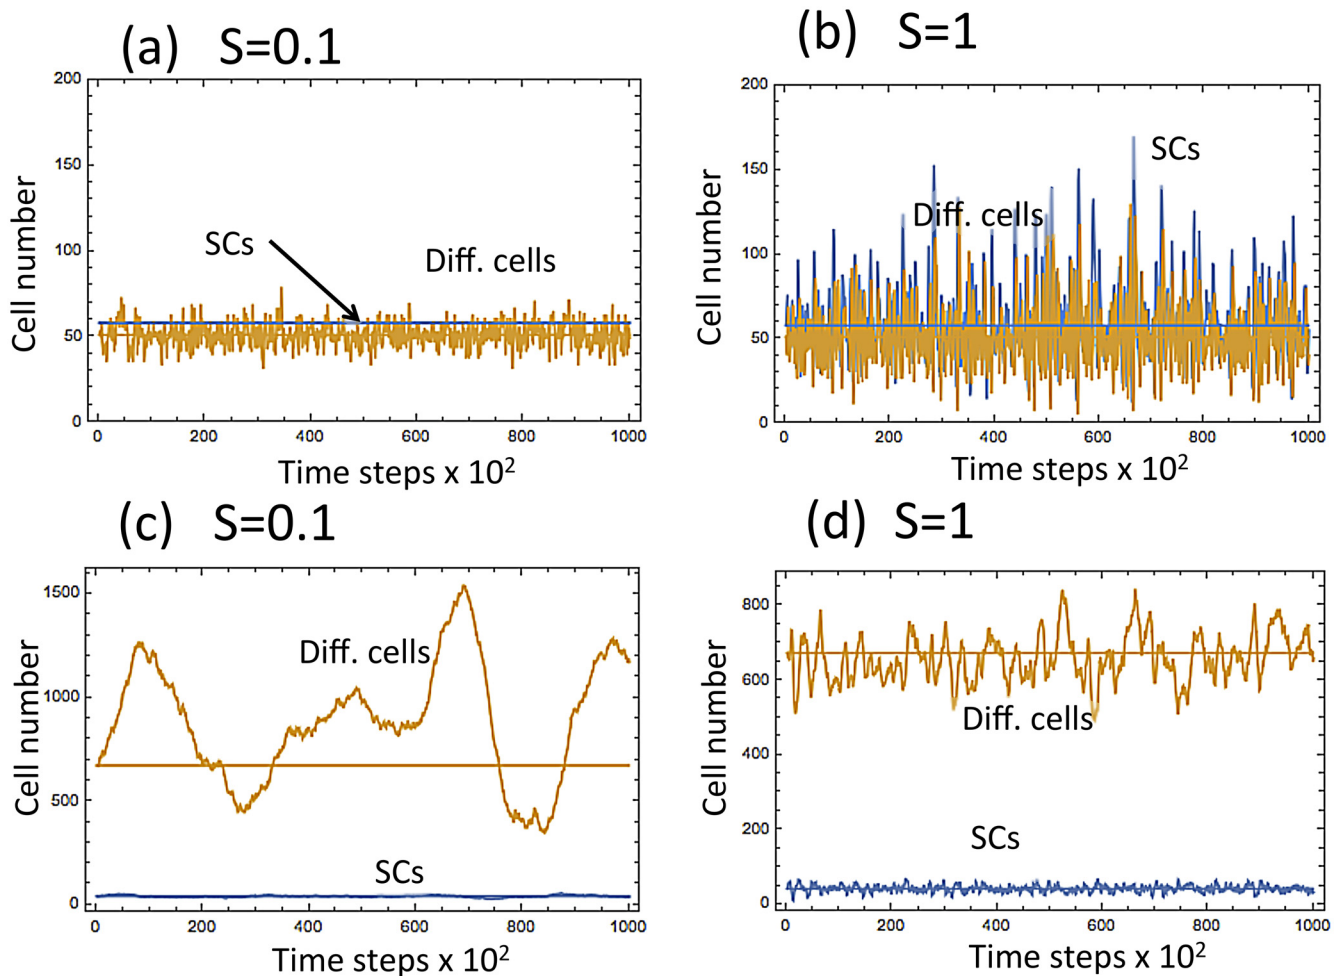 (a) S=0.1
200
150
100
50
0
Cell number
SCs
Diff. cells
0 200 400 600 800 1000
Time steps x 10²
(b) S=1
200
150
100
50
0
Cell number
SCs
Diff. cells
0 200 400 600 800 1000
Time steps x 10²
(c) S=0.1
1500
1000
500
0
Cell number
Diff. cells
SCs
0 200 400 600 800 1000
Time steps x 10²
(d) S=1
800
600
400
200
0
Cell number
Diff. cells
SCs
0 200 400 600 800 1000
Time steps x 10²